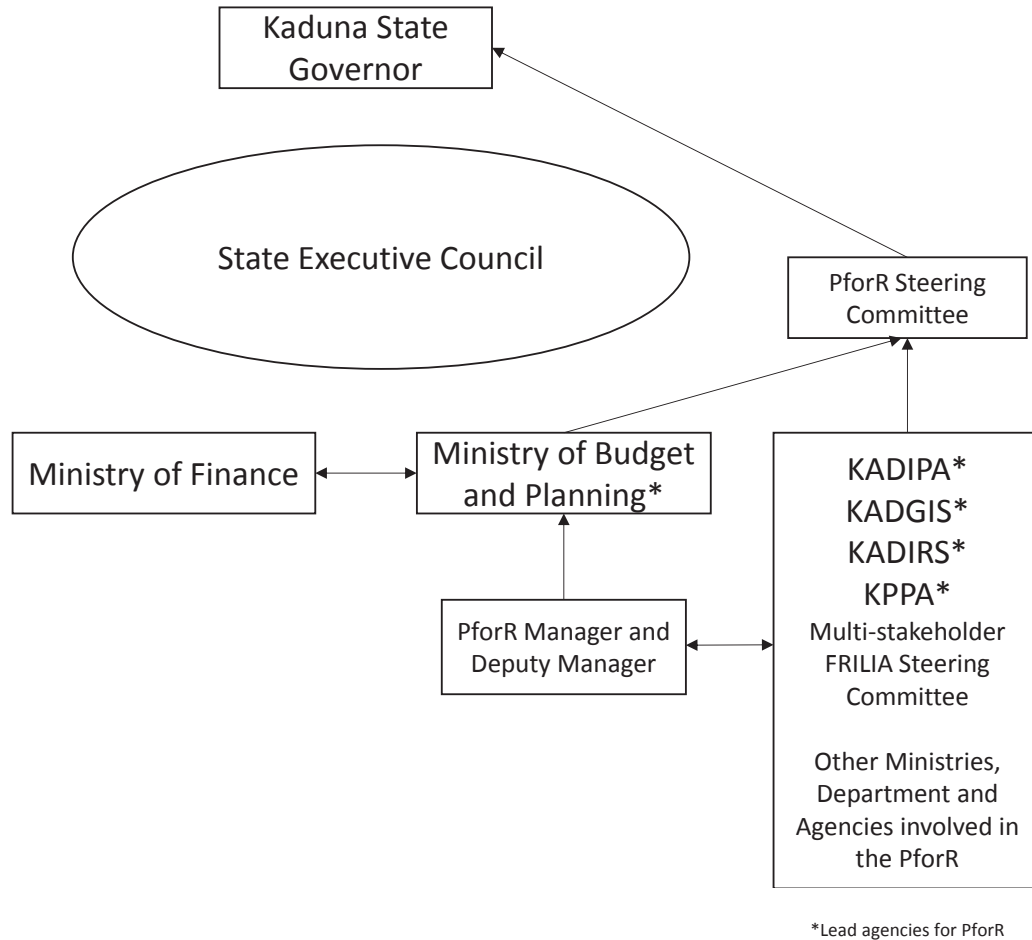 Kaduna State
Governor
State Executive Council
PforR Steering
Committee
Ministry of Finance
Ministry of Budget
and Planning*
KADIPA*
KADGIS*
KADIRS*
KPPA*
Multi-stakeholder
FRILIA Steering
Committee
Other Ministries,
Department and
Agencies involved in
the PforR
PforR Manager and
Deputy Manager
*Lead agencies for PforR